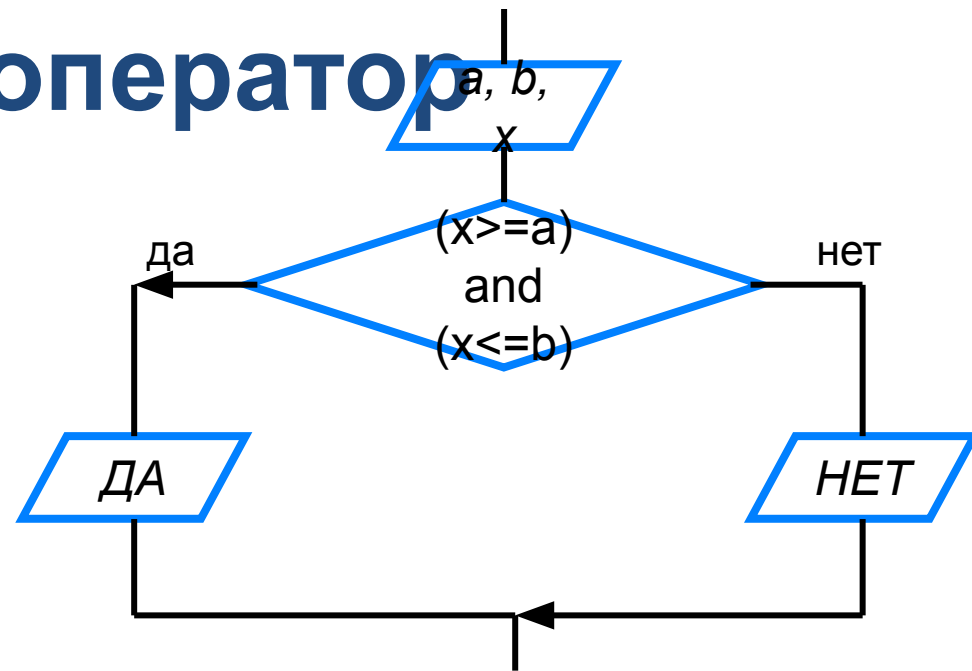 оператор
a, b,
x
(x>=a)
and
(x<=b)
да
нет
ДА
НЕТ